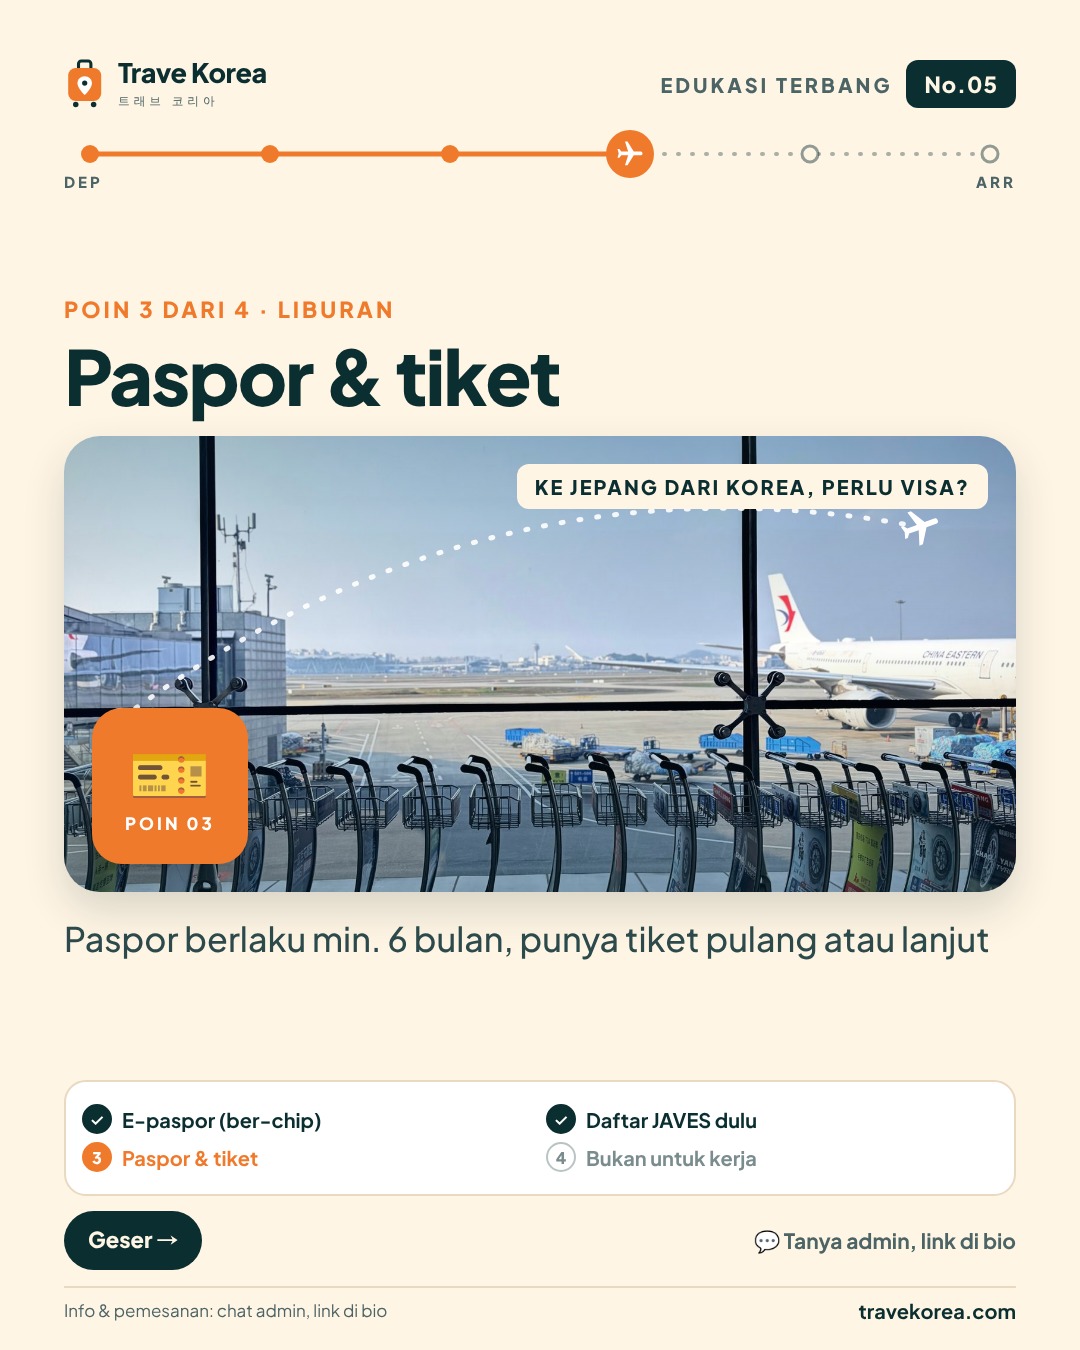 Trave Korea
트래브 코리아
EDUKASI TERBANG
No.05
DEP
ARR
POIN 3 DARI 4 · LIBURAN
Paspor & tiket
KE JEPANG DARI KOREA, PERLU VISA?
CHINA EASTERN
POIN 03
Paspor berlaku min. 6 bulan, punya tiket pulang atau lanjut
E-paspor (ber-chip)
Daftar JAVES dulu
3 Paspor & tiket
4 Bukan untuk kerja
Geser →
💬 Tanya admin, link di bio
Info & pemesanan: chat admin, link di bio
travekorea.com